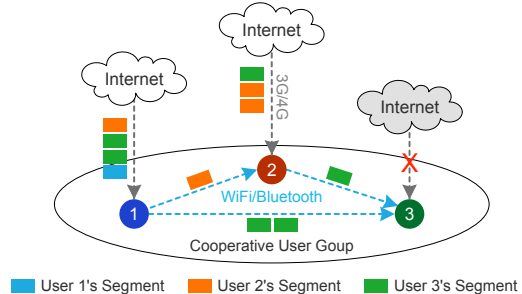 Internet
Internet
Internet
3G/4G
X
2
WiFi/Bluetooth
1
3
Cooperative User Goup
User 1's Segment
User 2's Segment
User 3's Segment